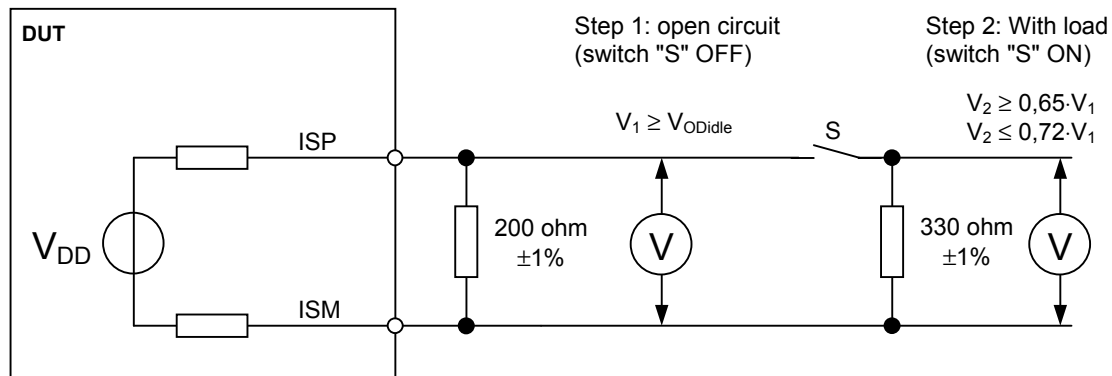 DUT
Step 1: open circuit
(switch "S" OFF)
Step 2: With load
(switch "S" ON)
V₁ ≥ V_ODidle
V₂ ≥ 0,65·V₁
V₂ ≤ 0,72·V₁
S
ISP
V_DD
200 ohm
±1%
V
330 ohm
±1%
V
ISM